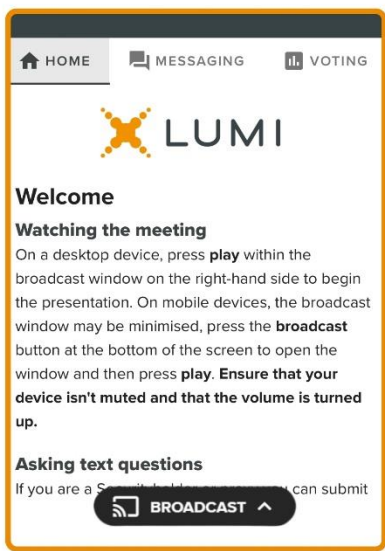 HOME MESSAGING VOTING
LUMI
Welcome
Watching the meeting
On a desktop device, press play within the
broadcast window on the right-hand side to begin
the presentation. On mobile devices, the broadcast
window may be minimised, press the broadcast
button at the bottom of the screen to open the
window and then press play. Ensure that your
device isn't muted and that the volume is turned
up.
Asking text questions
If you are a can submit
BROADCAST